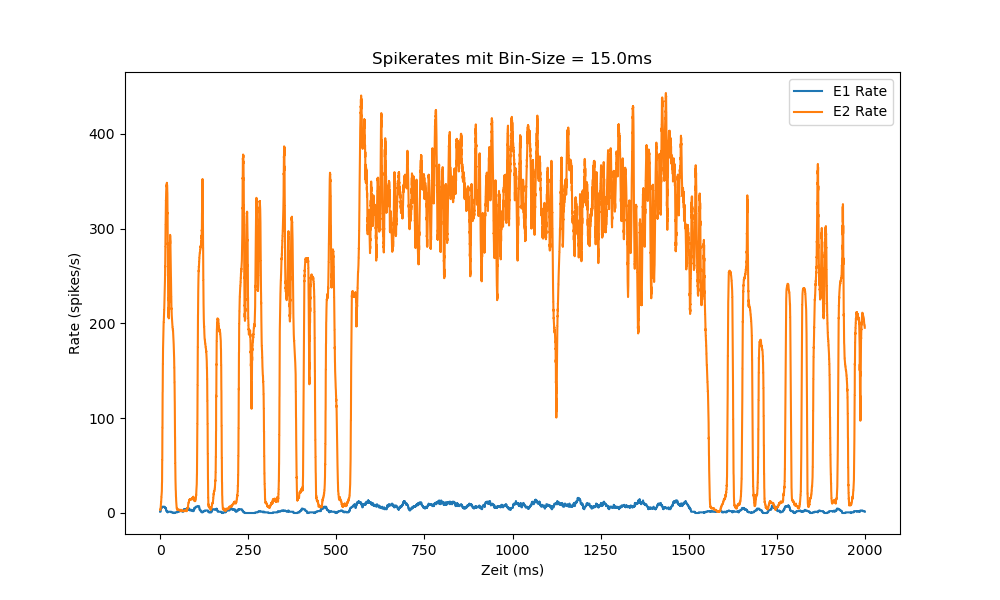 Spikerates mit Bin-Size = 15.0ms
E1 Rate
E2 Rate
Rate (spikes/s)
400
300
200
100
0
0 250 500 750 1000 1250 1500 1750 2000
Zeit (ms)